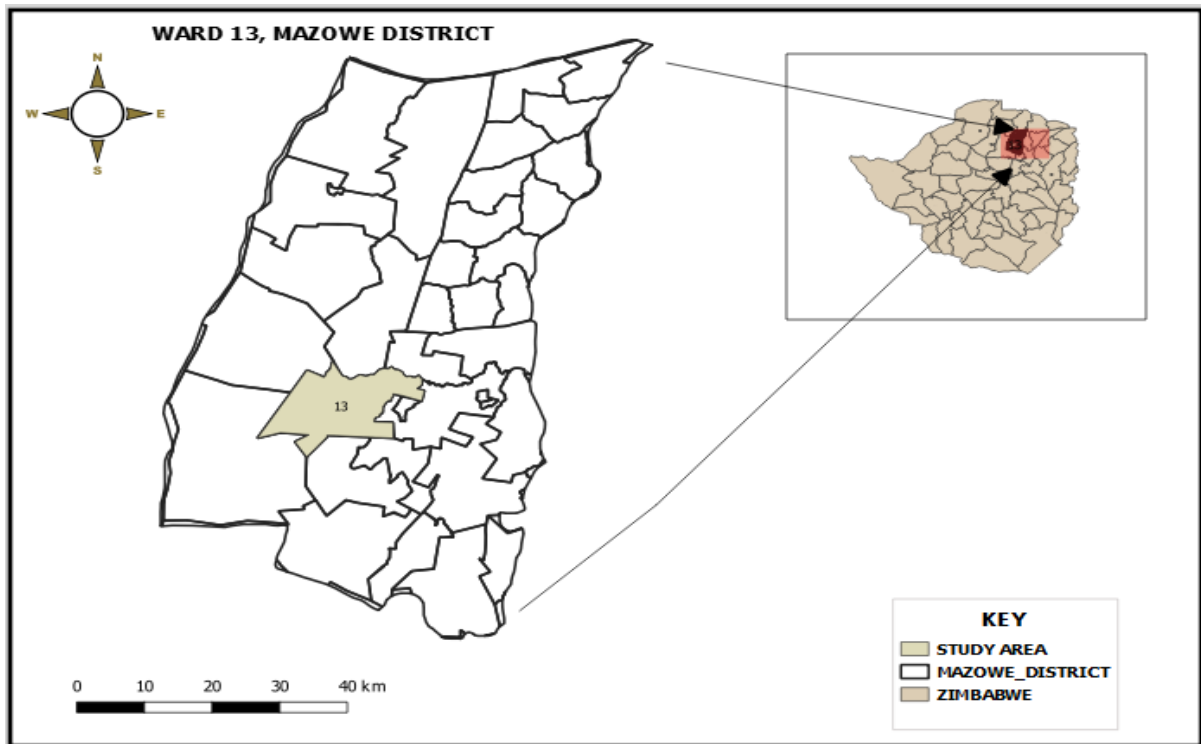 WARD 13, MAZOWE DISTRICT
N
W
E
S
13
KEY
STUDY AREA
MAZOWE_DISTRICT
ZIMBABWE
0 10 20 30 40 km